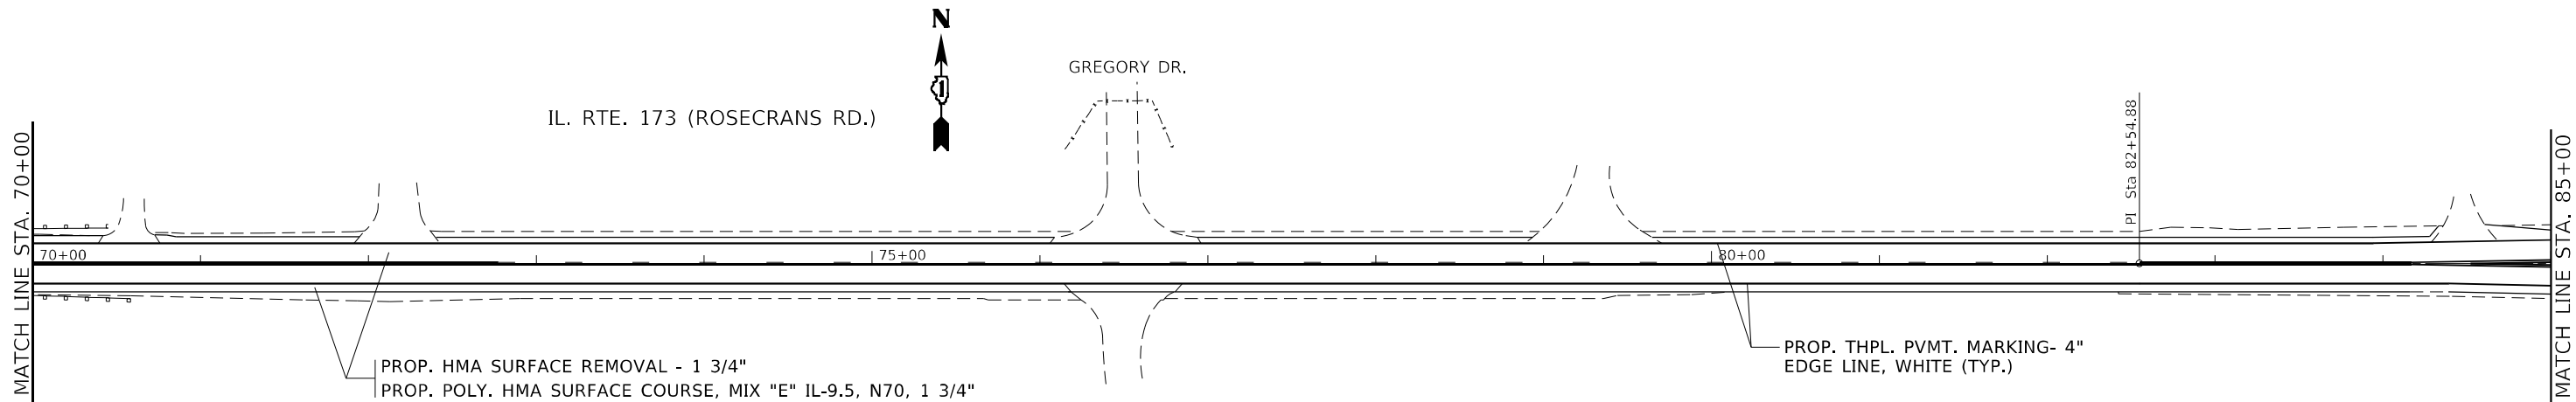 N
GREGORY DR.
IL. RTE. 173 (ROSECRANS RD.)
MATCH LINE STA. 70+00
PI Sta 82+54.88
MATCH LINE STA. 85+00
70+00
75+00
80+00
PROP. HMA SURFACE REMOVAL - 1 3/4"
PROP. POLY. HMA SURFACE COURSE, MIX "E" IL-9.5, N70, 1 3/4"
PROP. THPL. PVMT. MARKING- 4"
EDGE LINE, WHITE (TYP.)